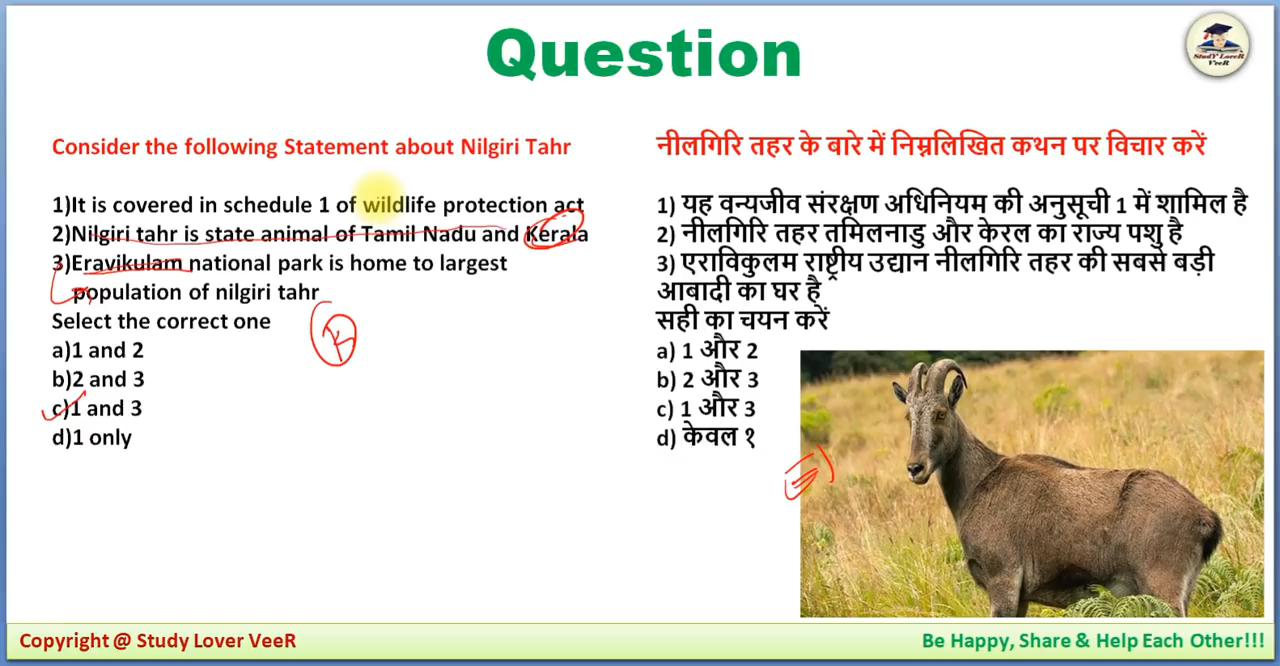 Question
StudY LoveR
VeeR
Consider the following Statement about Nilgiri Tahr
1)It is covered in schedule 1 of wildlife protection act
2)Nilgiri tahr is state animal of Tamil Nadu and Kerala
3)Eravikulam national park is home to largest
population of nilgiri tahr
Select the correct one
a)1 and 2
b)2 and 3
c)1 and 3
d)1 only
नीलगिरि तहर के बारे में निम्नलिखित कथन पर विचार करें
1) यह वन्यजीव संरक्षण अधिनियम की अनुसूची 1 में शामिल है
2) नीलगिरि तहर तमिलनाडु और केरल का राज्य पशु है
3) एराविकुलम राष्ट्रीय उद्यान नीलगिरि तहर की सबसे बड़ी
आबादी का घर है
सही का चयन करें
a) 1 और 2
b) 2 और 3
c) 1 और 3
d) केवल १
Copyright @ Study Lover VeeR
Be Happy, Share & Help Each Other!!!